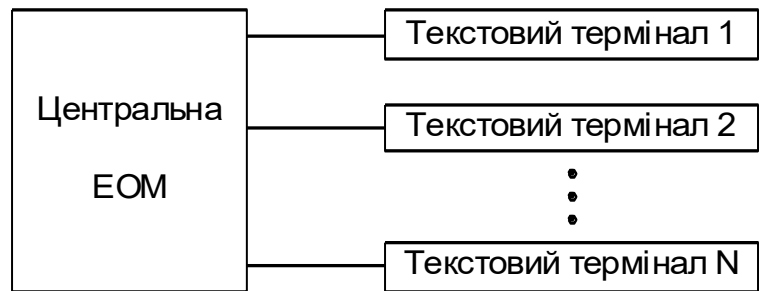 Текстовий термінал 1
Центральна
ЕОМ
Текстовий термінал 2
Текстовий термінал N